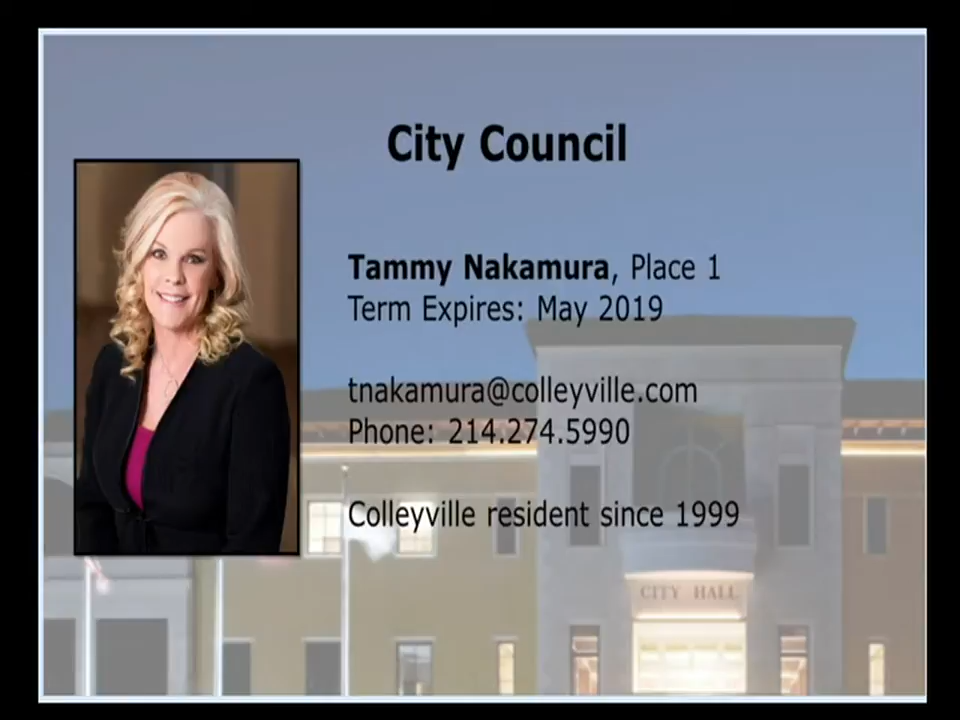 City Council
Tammy Nakamura, Place 1
Term Expires: May 2019
tnakamura@colleyville.com
Phone: 214.274.5990
Colleyville resident since 1999
CITY HALL